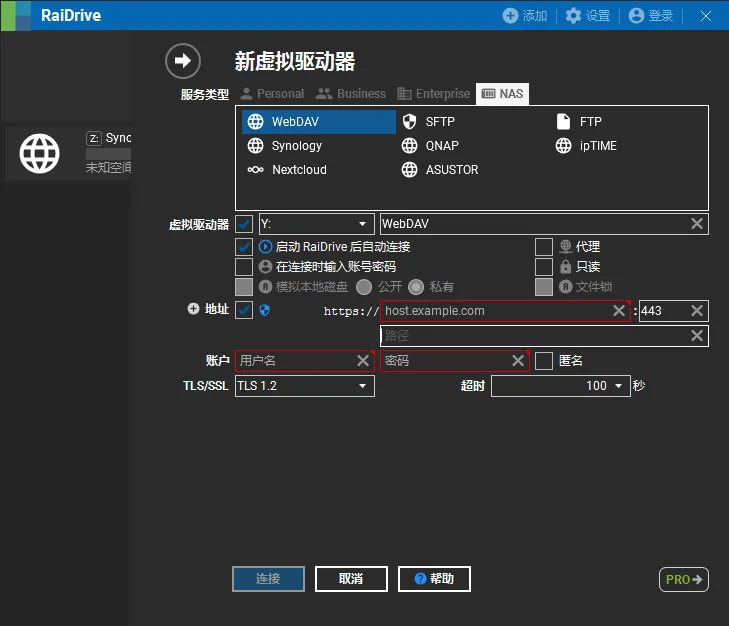 RaiDrive 添加 设置 登录
新虚拟驱动器
服务类型 Personal Business Enterprise NAS
WebDAV SFTP FTP
Synology QNAP ipTIME
Nextcloud ASUSTOR
Z: Sync
未知空间
虚拟驱动器 Y: WebDAV
启动 RaiDrive 后自动连接 代理
在连接时输入账号密码 只读
模拟本地磁盘 公开 私有 文件锁
地址 https:// host.example.com : 443
路径
账户 用户名 密码 匿名
TLS/SSL TLS 1.2 超时 100 秒
连接 取消 帮助 PRO